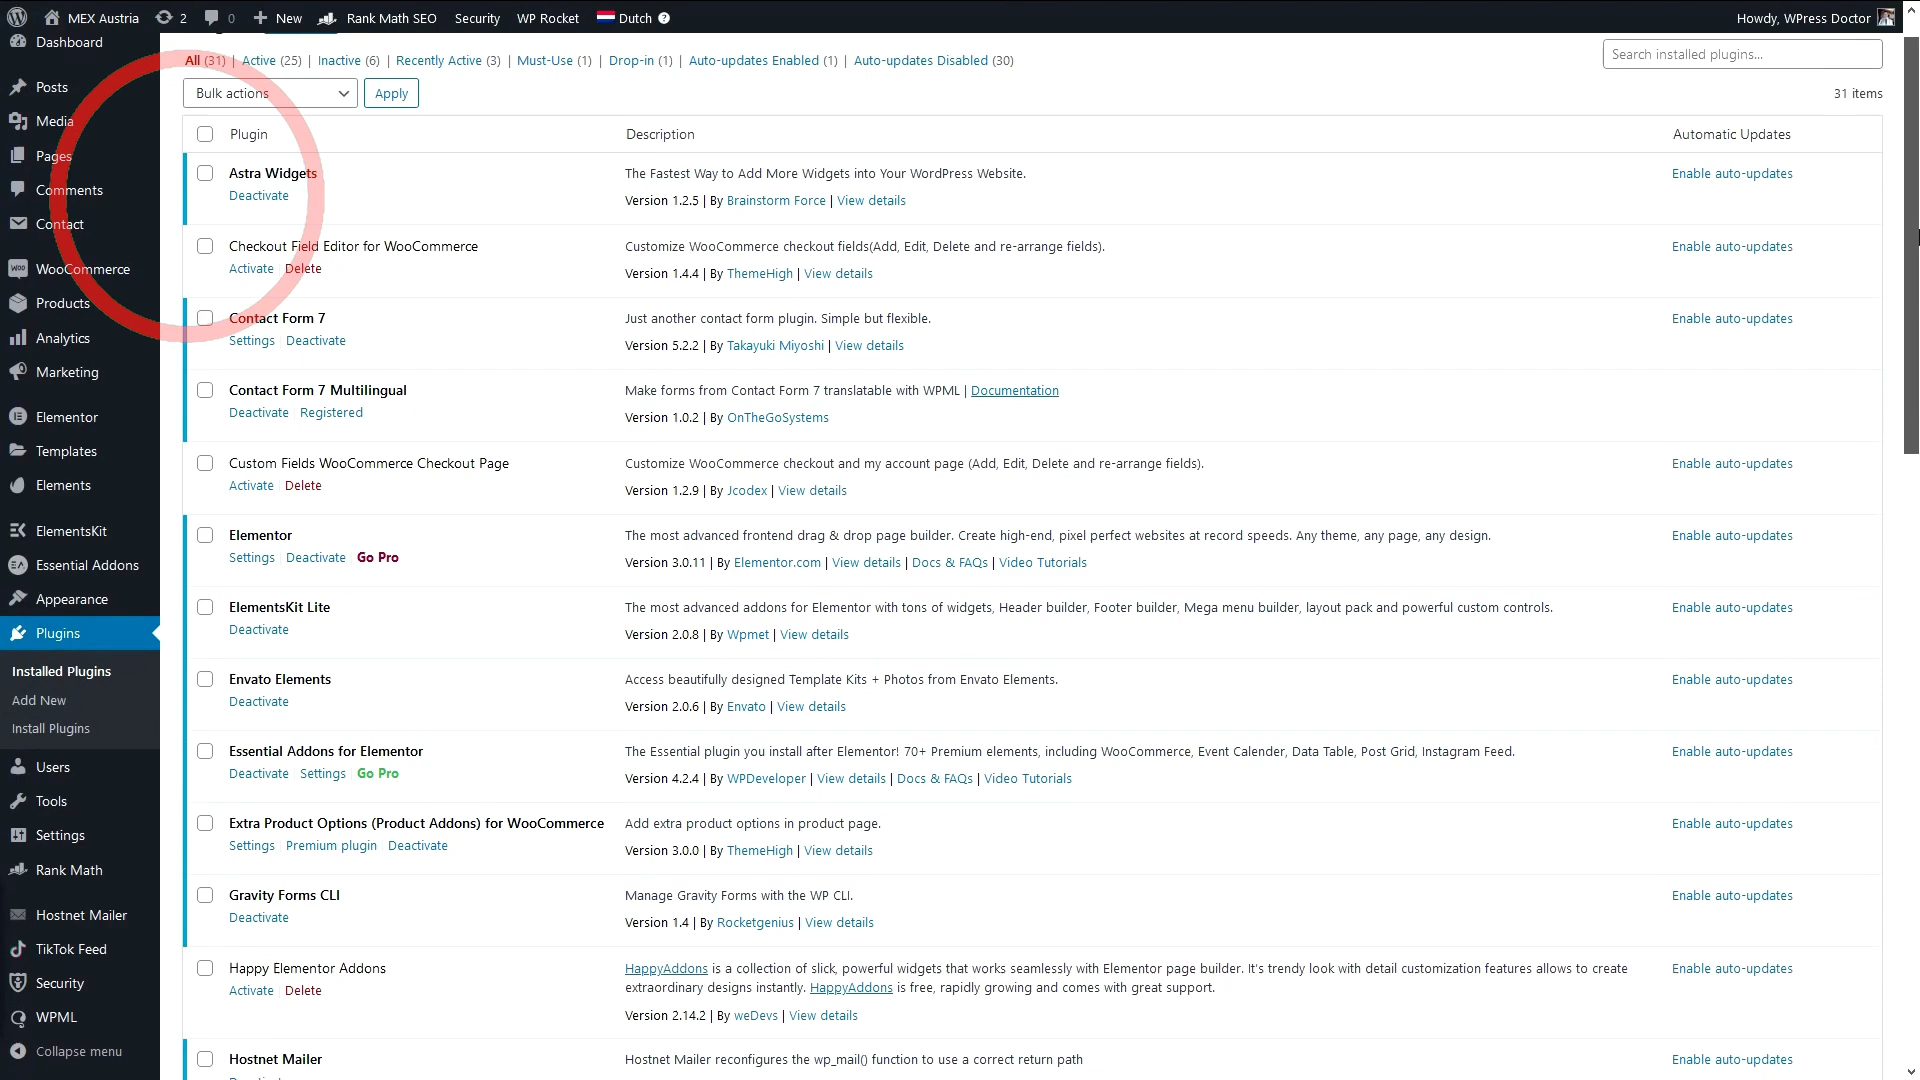 MEX Austria 2 0 New Rank Math SEO Security WP Rocket Dutch Howdy, WPress Doctor
Dashboard
Posts
Media
Pages
Comments
Contact
WooCommerce
Products
Analytics
Marketing
Elementor
Templates
Elements
ElementsKit
Essential Addons
Appearance
Plugins
Installed Plugins
Add New
Install Plugins
Users
Tools
Settings
Rank Math
Hostnet Mailer
TikTok Feed
Security
WPML
Collapse menu
All (31) | Active (25) | Inactive (6) | Recently Active (3) | Must-Use (1) | Drop-in (1) | Auto-updates Enabled (1) | Auto-updates Disabled (30)
Search installed plugins...
Bulk actions Apply 31 items
Plugin Description Automatic Updates
Astra Widgets The Fastest Way to Add More Widgets into Your WordPress Website. Enable auto-updates
Deactivate Version 1.2.5 | By Brainstorm Force | View details
Checkout Field Editor for WooCommerce Customize WooCommerce checkout fields(Add, Edit, Delete and re-arrange fields). Enable auto-updates
Activate Delete Version 1.4.4 | By ThemeHigh | View details
Contact Form 7 Just another contact form plugin. Simple but flexible. Enable auto-updates
Settings Deactivate Version 5.2.2 | By Takayuki Miyoshi | View details
Contact Form 7 Multilingual Make forms from Contact Form 7 translatable with WPML | Documentation
Deactivate Registered Version 1.0.2 | By OnTheGoSystems
Custom Fields WooCommerce Checkout Page Customize WooCommerce checkout and my account page (Add, Edit, Delete and re-arrange fields). Enable auto-updates
Activate Delete Version 1.2.9 | By Jcodex | View details
Elementor The most advanced frontend drag & drop page builder. Create high-end, pixel perfect websites at record speeds. Any theme, any page, any design. Enable auto-updates
Settings Deactivate Go Pro Version 3.0.11 | By Elementor.com | View details | Docs & FAQs | Video Tutorials
ElementsKit Lite The most advanced addons for Elementor with tons of widgets, Header builder, Footer builder, Mega menu builder, layout pack and powerful custom controls. Enable auto-updates
Deactivate Version 2.0.8 | By Wpmet | View details
Envato Elements Access beautifully designed Template Kits + Photos from Envato Elements. Enable auto-updates
Deactivate Version 2.0.6 | By Envato | View details
Essential Addons for Elementor The Essential plugin you install after Elementor! 70+ Premium elements, including WooCommerce, Event Calender, Data Table, Post Grid, Instagram Feed. Enable auto-updates
Deactivate Settings Go Pro Version 4.2.4 | By WPDeveloper | View details | Docs & FAQs | Video Tutorials
Extra Product Options (Product Addons) for WooCommerce Add extra product options in product page. Enable auto-updates
Settings Premium plugin Deactivate Version 3.0.0 | By ThemeHigh | View details
Gravity Forms CLI Manage Gravity Forms with the WP CLI. Enable auto-updates
Deactivate Version 1.4 | By Rocketgenius | View details
Happy Elementor Addons HappyAddons is a collection of slick, powerful widgets that works seamlessly with Elementor page builder. It's trendy look with detail customization features allows to create Enable auto-updates
Activate Delete extraordinary designs instantly. HappyAddons is free, rapidly growing and comes with great support.
Version 2.14.2 | By weDevs | View details
Hostnet Mailer Hostnet Mailer reconfigures the wp_mail() function to use a correct return path Enable auto-updates